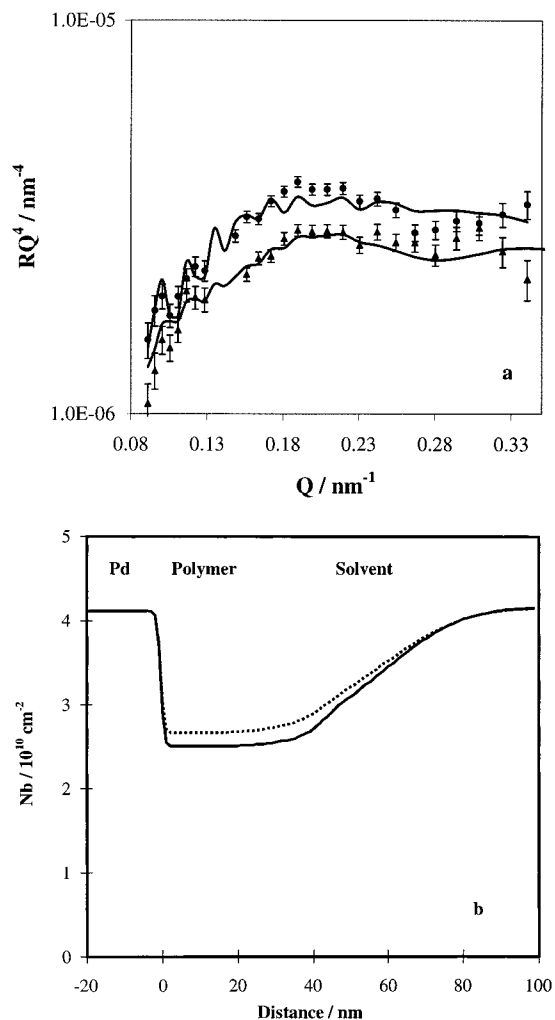 1.0E-05
RQ⁴ / nm⁻⁴
a
1.0E-06
0.08 0.13 0.18 0.23 0.28 0.33
Q / nm⁻¹
5
Pd Polymer Solvent
4
3
Nb / 10¹⁰ cm⁻²
2
1
b
0
-20 0 20 40 60 80 100
Distance / nm